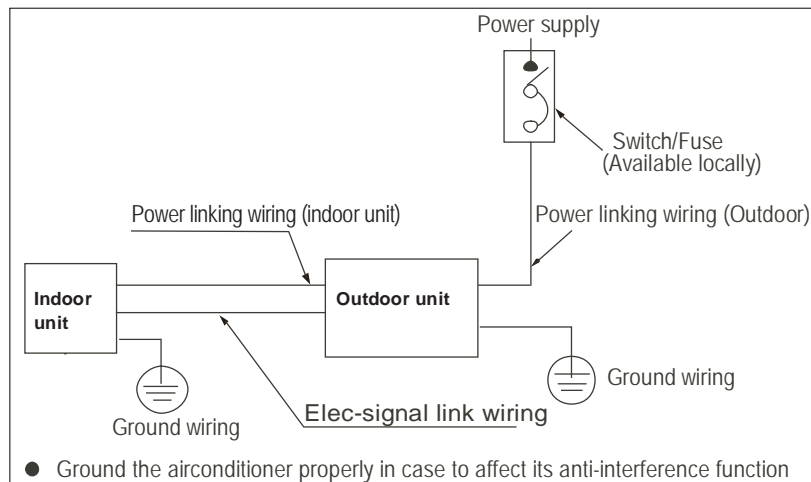 Power supply
Switch/Fuse
(Available locally)
Power linking wiring (indoor unit)
Power linking wiring (Outdoor)
Indoor
unit
Outdoor unit
Ground wiring
Ground wiring
Elec-signal link wiring
● Ground the airconditioner properly in case to affect its anti-interference function